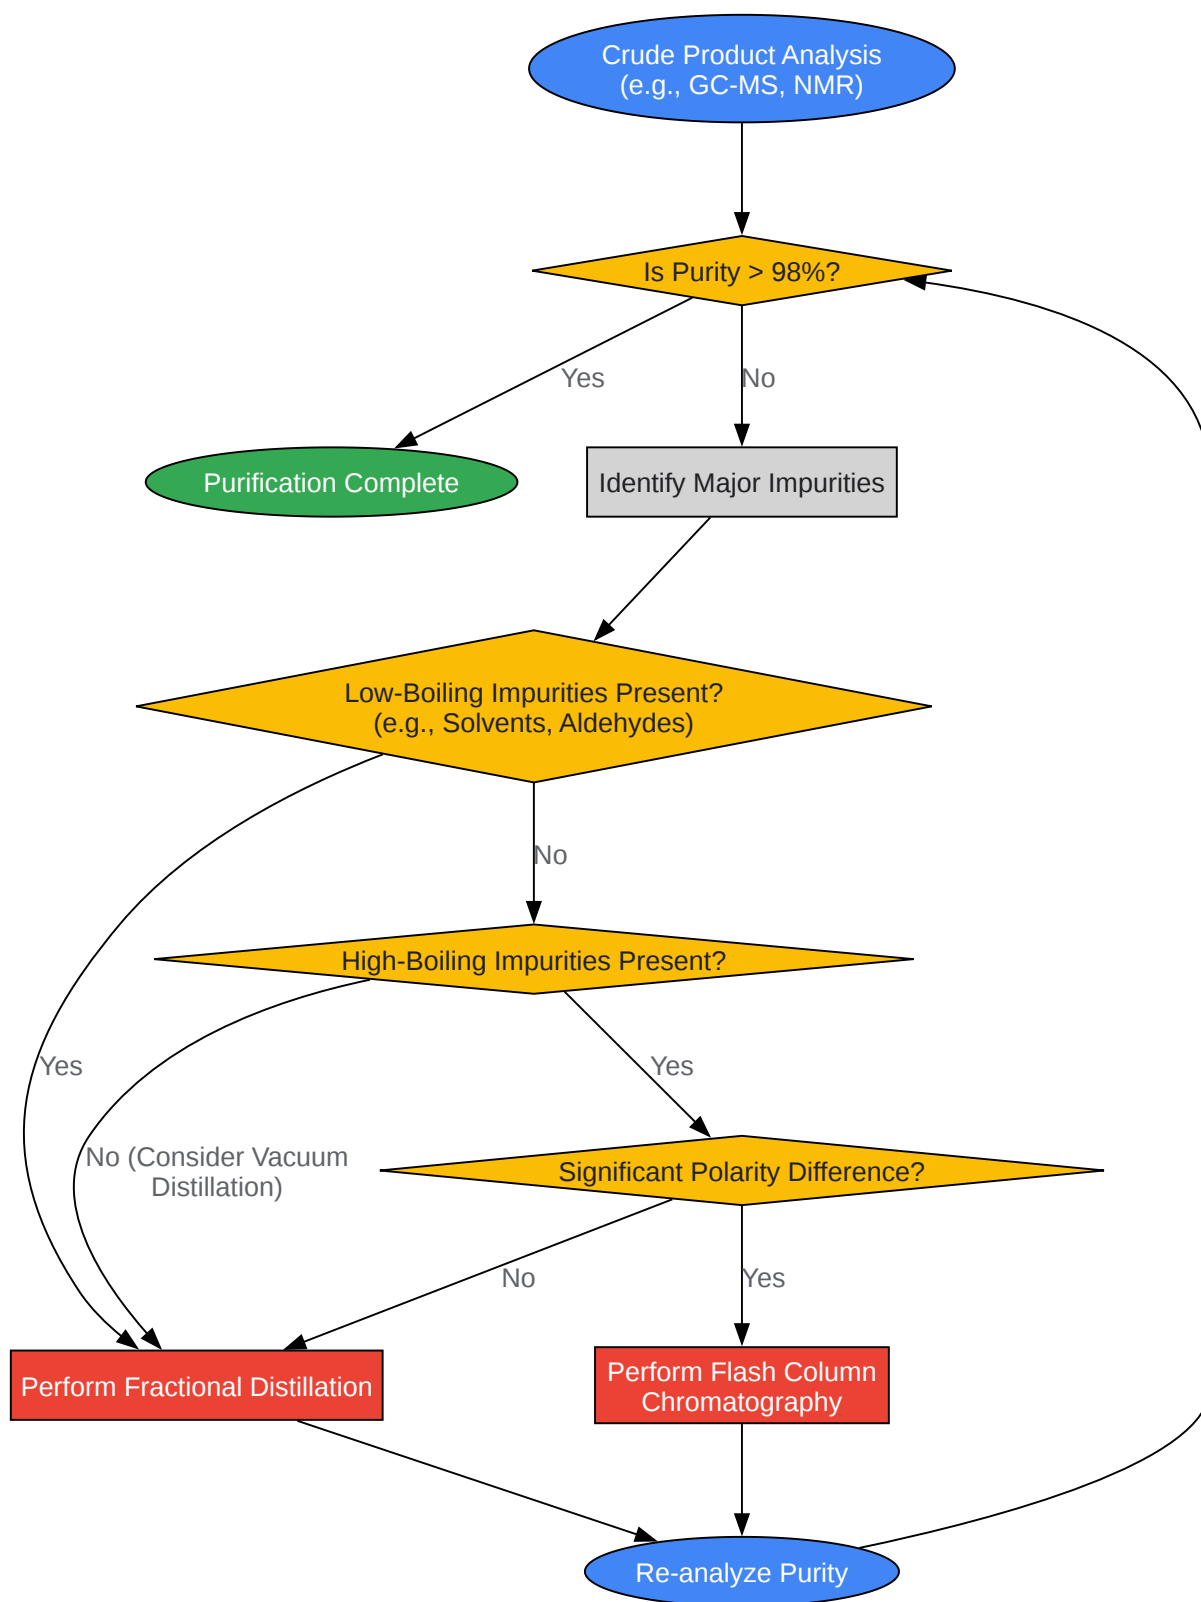 Crude Product Analysis
(e.g., GC-MS, NMR)
Is Purity > 98%?
Yes
No
Purification Complete
Identify Major Impurities
Low-Boiling Impurities Present?
(e.g., Solvents, Aldehydes)
No
High-Boiling Impurities Present?
Yes
Yes
No (Consider Vacuum
Distillation)
Significant Polarity Difference?
No
Yes
Perform Fractional Distillation
Perform Flash Column
Chromatography
Re-analyze Purity